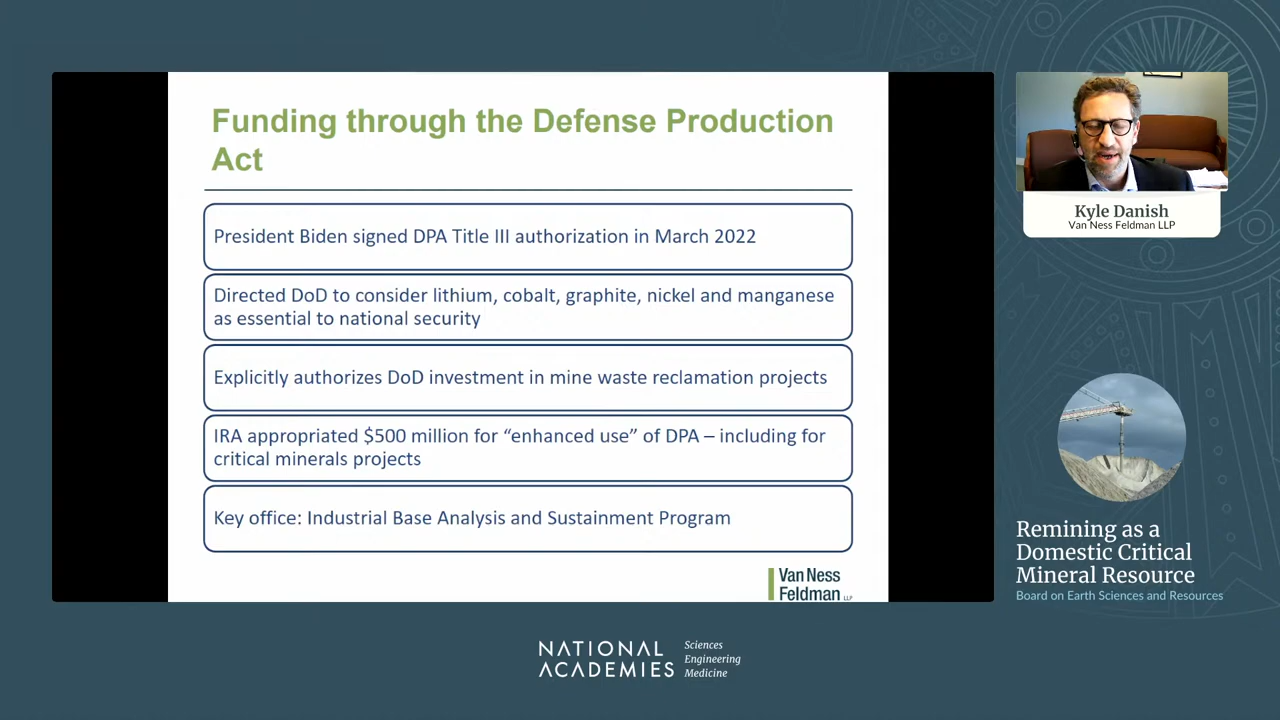 Funding through the Defense Production
Act
President Biden signed DPA Title III authorization in March 2022
Directed DoD to consider lithium, cobalt, graphite, nickel and manganese
as essential to national security
Explicitly authorizes DoD investment in mine waste reclamation projects
IRA appropriated $500 million for “enhanced use” of DPA – including for
critical minerals projects
Key office: Industrial Base Analysis and Sustainment Program
Van Ness
Feldman LLP
Kyle Danish
Van Ness Feldman LLP
Remining as a
Domestic Critical
Mineral Resource
Board on Earth Sciences and Resources
NATIONAL
ACADEMIES
Sciences
Engineering
Medicine